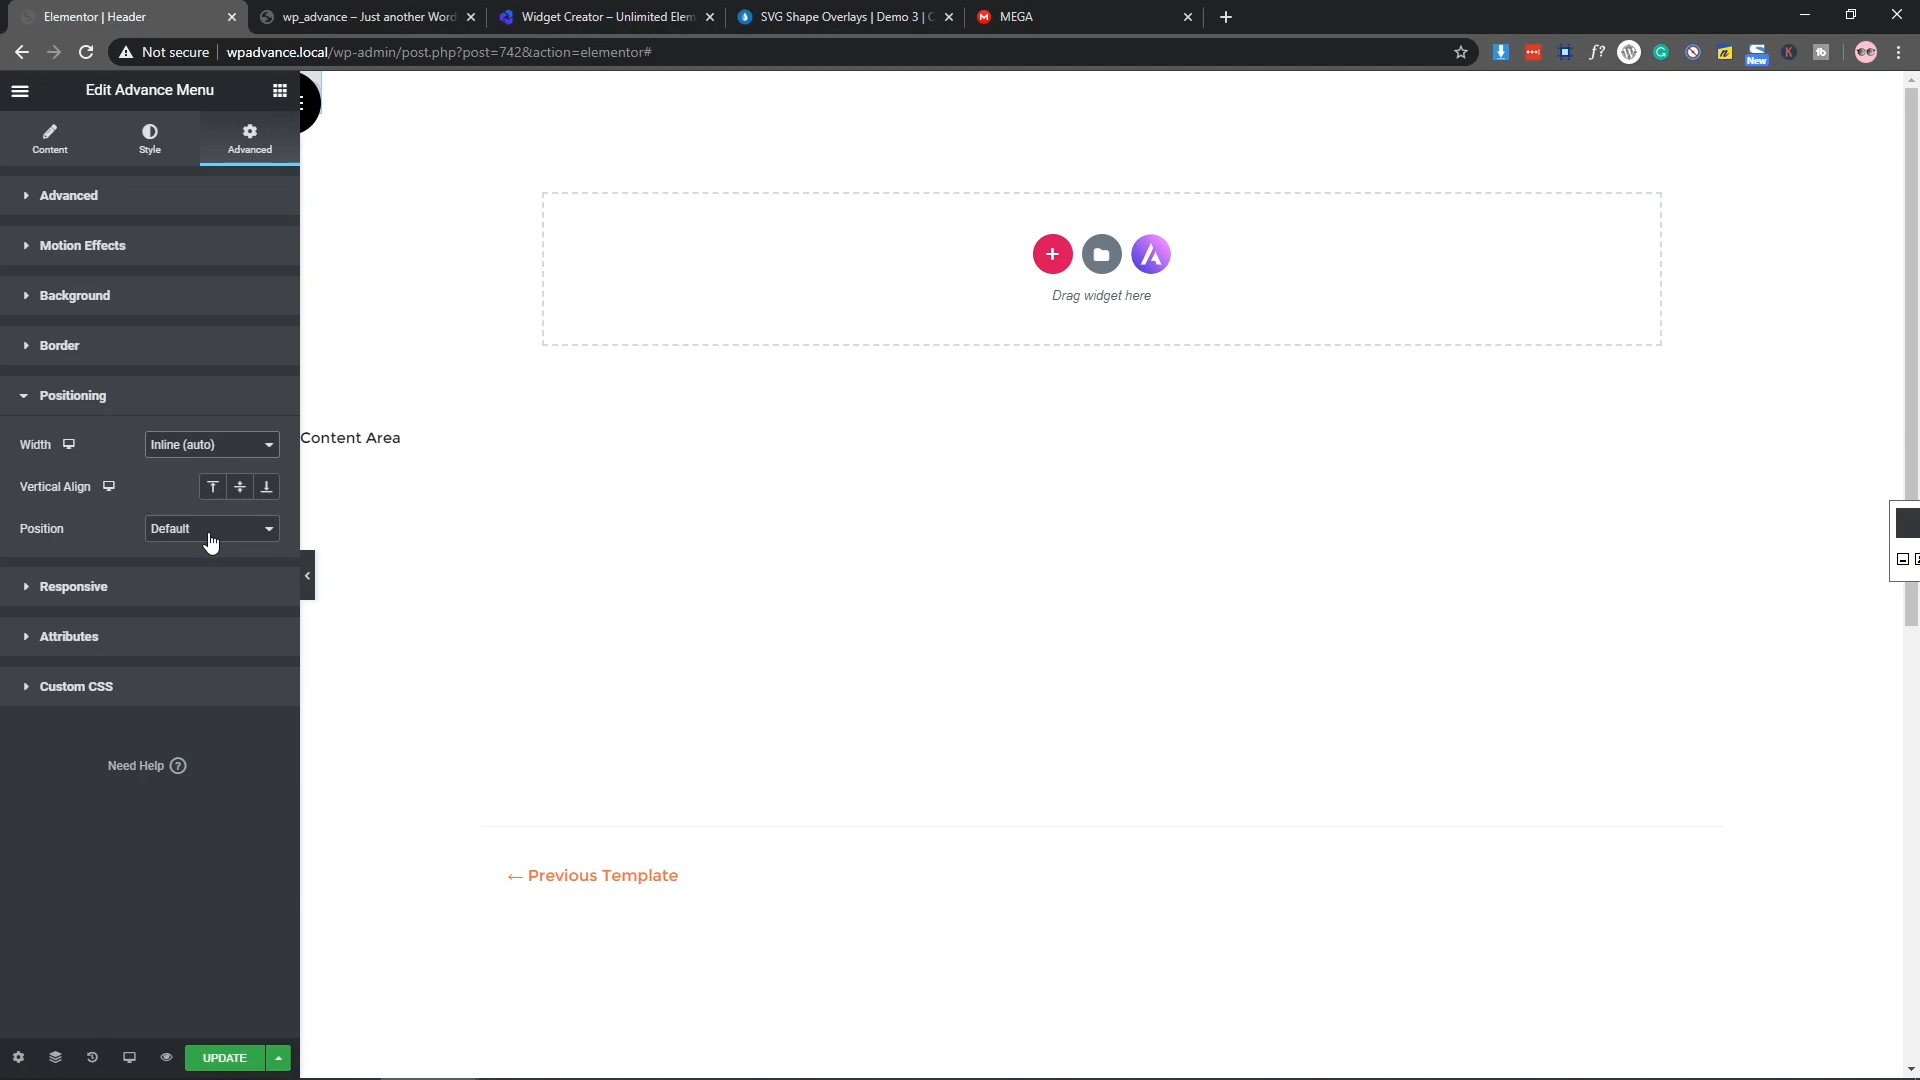 Elementor | Header
wp_advance – Just another Word
Widget Creator – Unlimited Elem
SVG Shape Overlays | Demo 3 | C
MEGA
Not secure
wpadvance.local/wp-admin/post.php?post=742&action=elementor#
New
Edit Advance Menu
Content
Style
Advanced
Advanced
Motion Effects
Background
Border
Positioning
Width
Inline (auto)
Vertical Align
Position
Default
Responsive
Attributes
Custom CSS
Need Help
UPDATE
Drag widget here
Content Area
← Previous Template